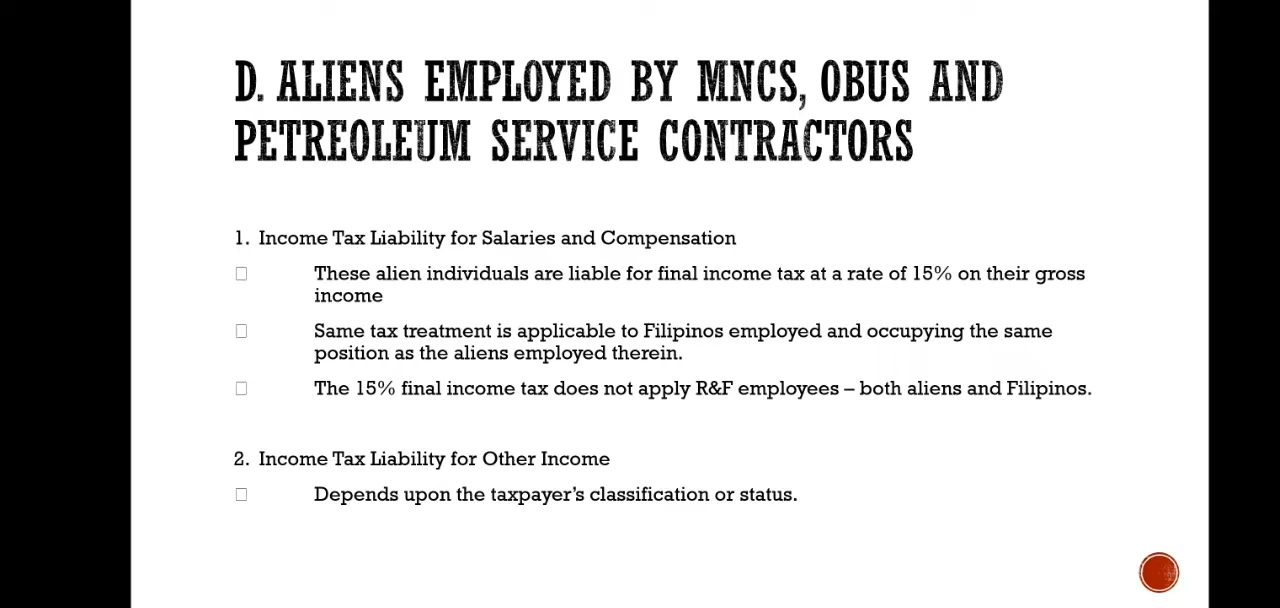 D. ALIENS EMPLOYED BY MNCS, OBUS AND
PETREOLEUM SERVICE CONTRACTORS
1. Income Tax Liability for Salaries and Compensation
These alien individuals are liable for final income tax at a rate of 15% on their gross
income
Same tax treatment is applicable to Filipinos employed and occupying the same
position as the aliens employed therein.
The 15% final income tax does not apply R&F employees – both aliens and Filipinos.
2. Income Tax Liability for Other Income
Depends upon the taxpayer's classification or status.